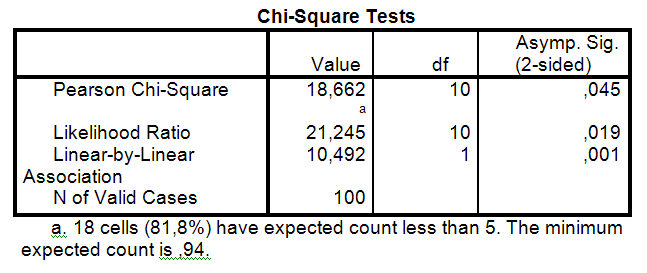 Chi-Square Tests
Asymp. Sig.
Value df (2-sided)
Pearson Chi-Square 18,662 10 ,045
a
Likelihood Ratio 21,245 10 ,019
Linear-by-Linear 10,492 1 ,001
Association
N of Valid Cases 100
a. 18 cells (81,8%) have expected count less than 5. The minimum
expected count is ,94.